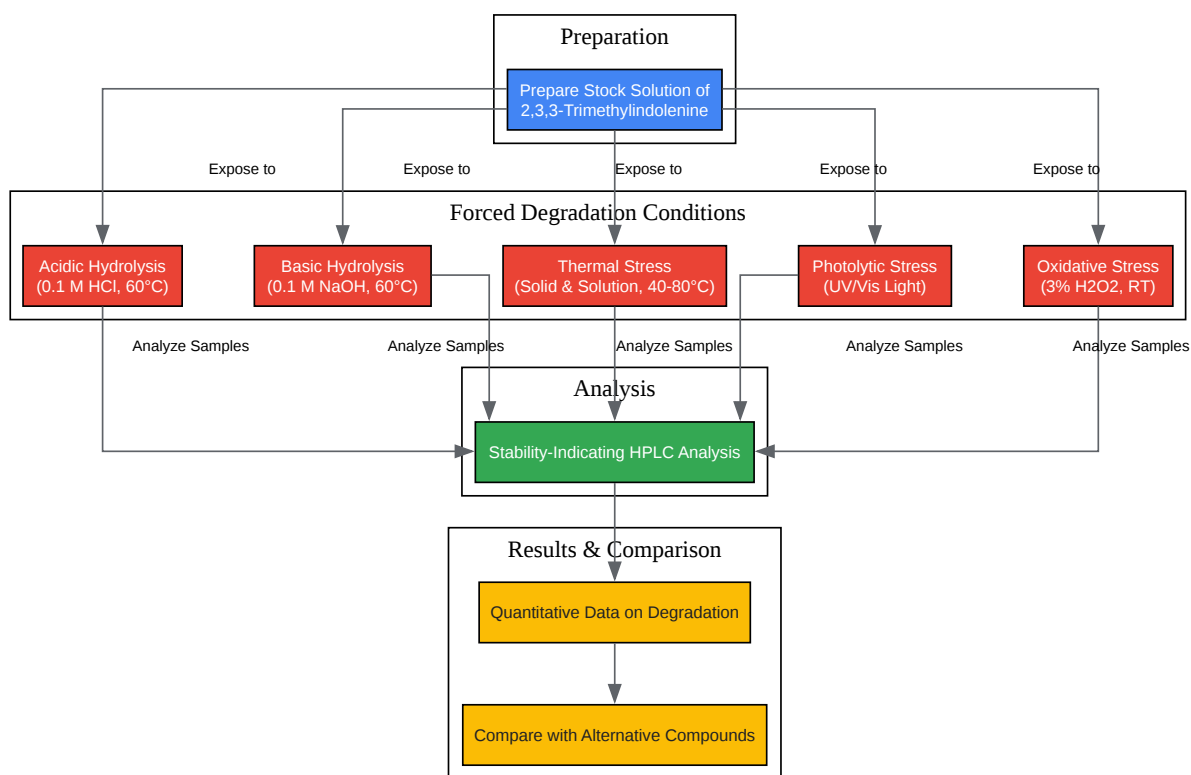 Preparation
Prepare Stock Solution of
2,3,3-Trimethylindolenine
Expose to
Expose to
Expose to
Expose to
Expose to
Forced Degradation Conditions
Acidic Hydrolysis
(0.1 M HCl, 60°C)
Basic Hydrolysis
(0.1 M NaOH, 60°C)
Thermal Stress
(Solid & Solution, 40-80°C)
Photolytic Stress
(UV/Vis Light)
Oxidative Stress
(3% H2O2, RT)
Analyze Samples
Analyze Samples
Analyze Samples
Analyze Samples
Analyze Samples
Analysis
Stability-Indicating HPLC Analysis
Results & Comparison
Quantitative Data on Degradation
Compare with Alternative Compounds